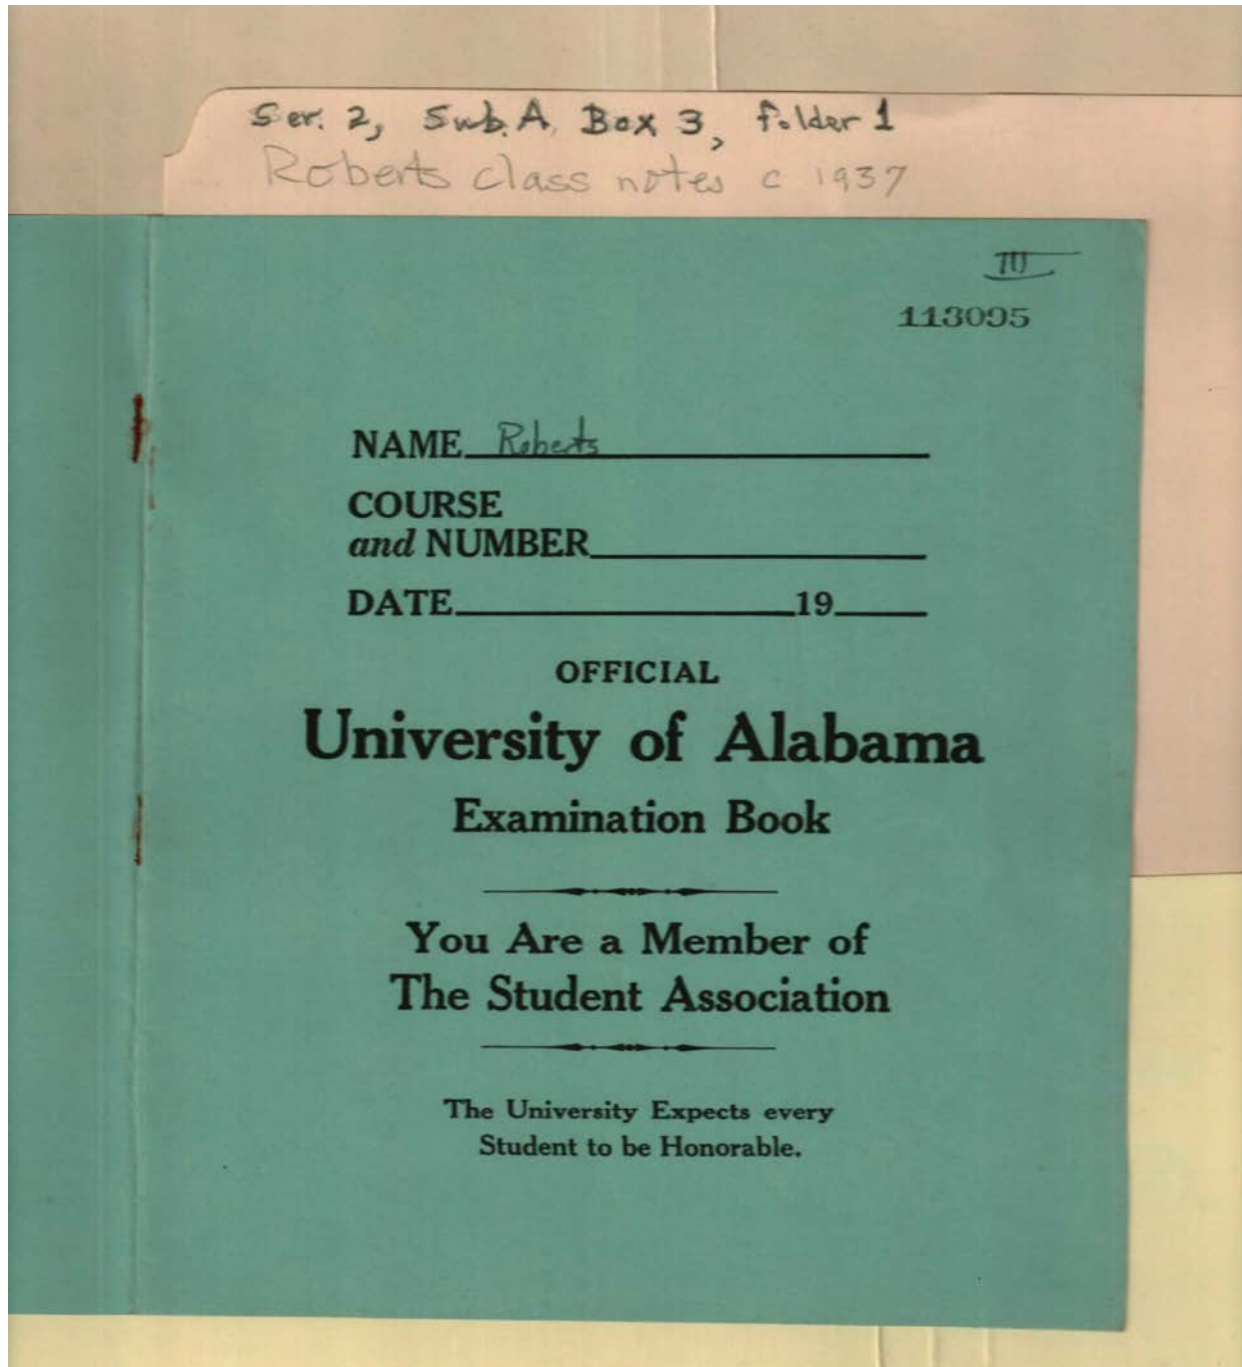 Ser. 2, Sub. A, Box 3, folder 1
Roberts class notes c 1937
III
113095
NAME Roberts
COURSE
and NUMBER
DATE 19
OFFICIAL
University of Alabama
Examination Book
You Are a Member of
The Student Association
The University Expects every
Student to be Honorable.